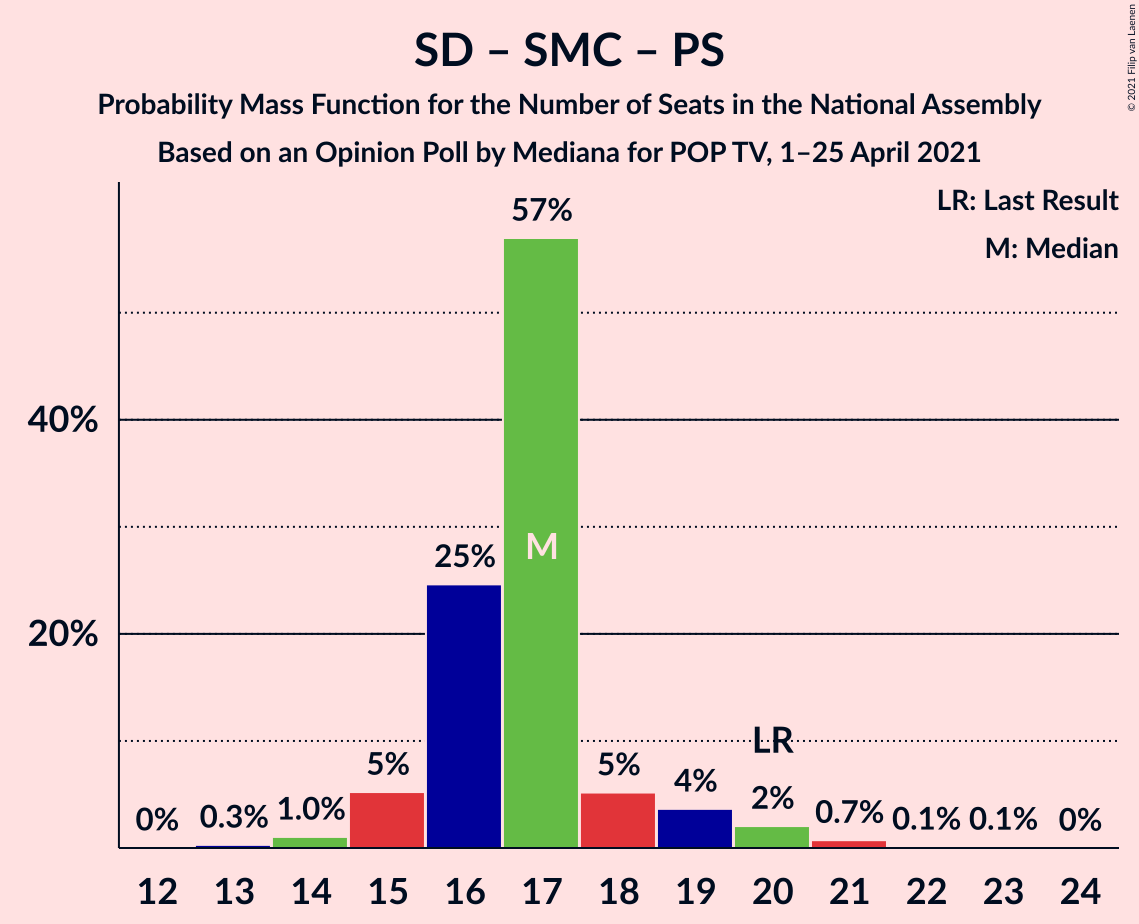 SD – SMC – PS
Probability Mass Function for the Number of Seats in the National Assembly
Based on an Opinion Poll by Mediana for POP TV, 1–25 April 2021
© 2021 Filip van Laenen
LR: Last Result
M: Median
57%
40%
M
25%
20%
LR
5%
5%
4%
2%
0%
0.3%
1.0%
0.7%
0.1%
0.1%
0%
12 13 14 15 16 17 18 19 20 21 22 23 24